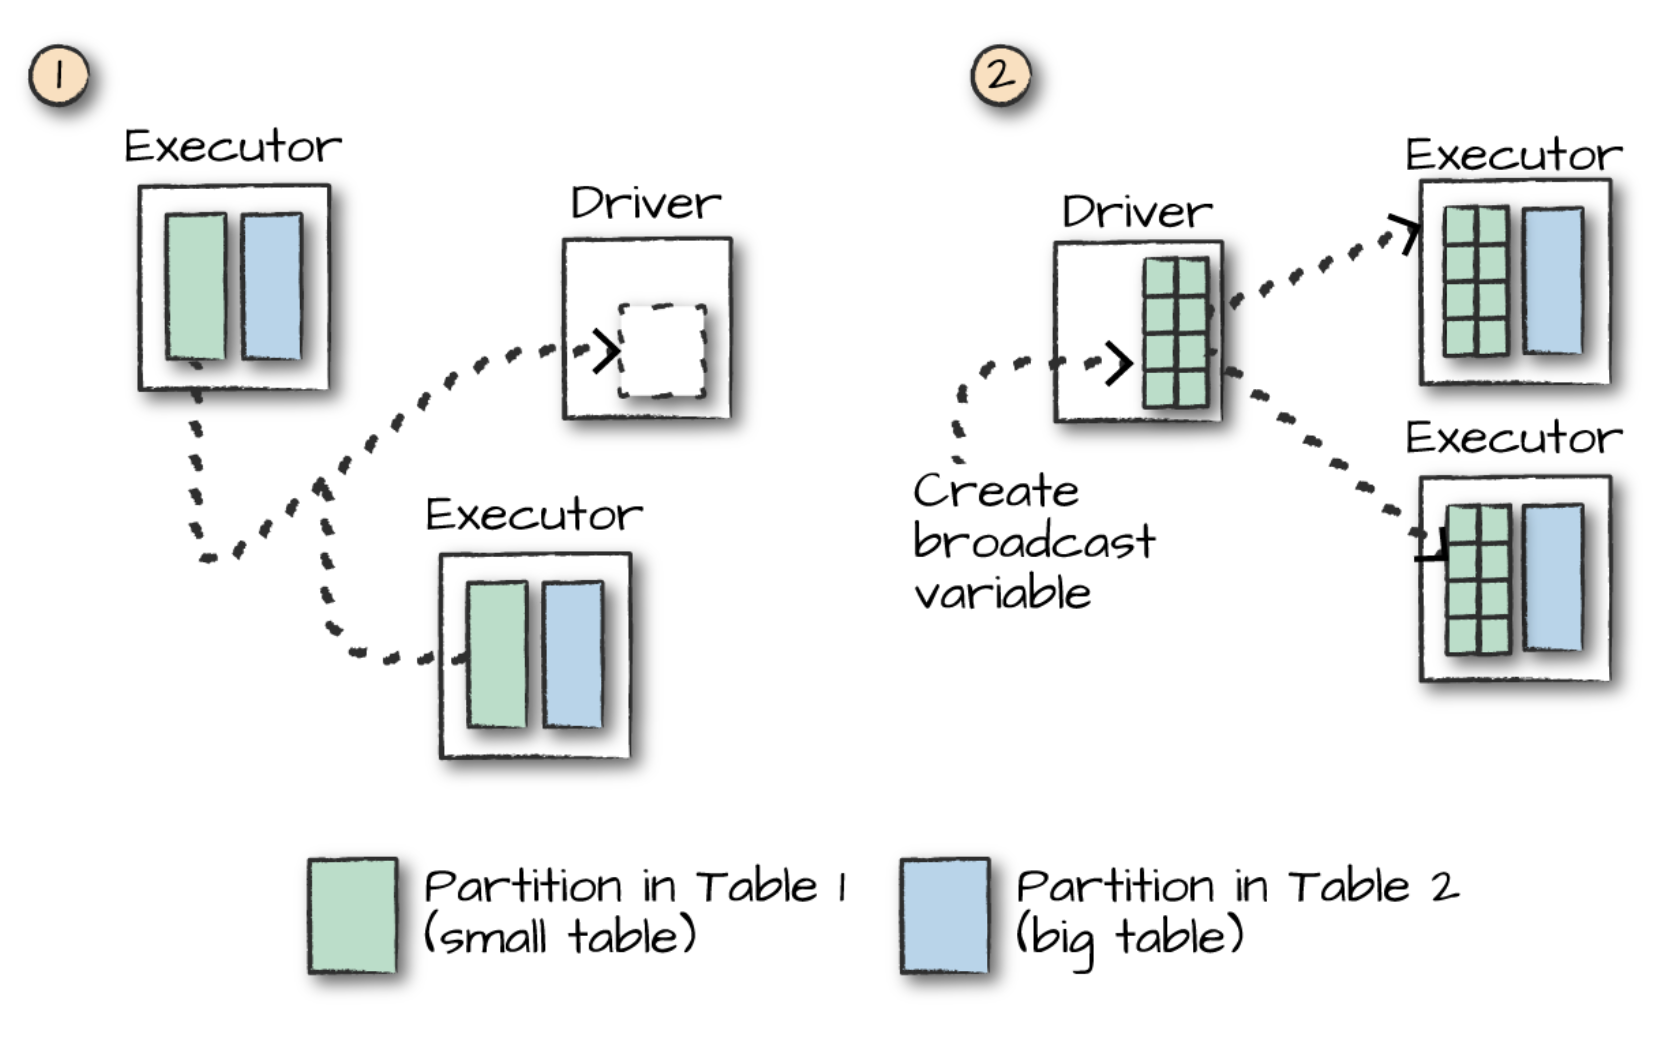 1
Executor
Driver
Executor
2
Driver
Executor
Executor
Create
broadcast
variable
Partition in Table 1
(small table)
Partition in Table 2
(big table)